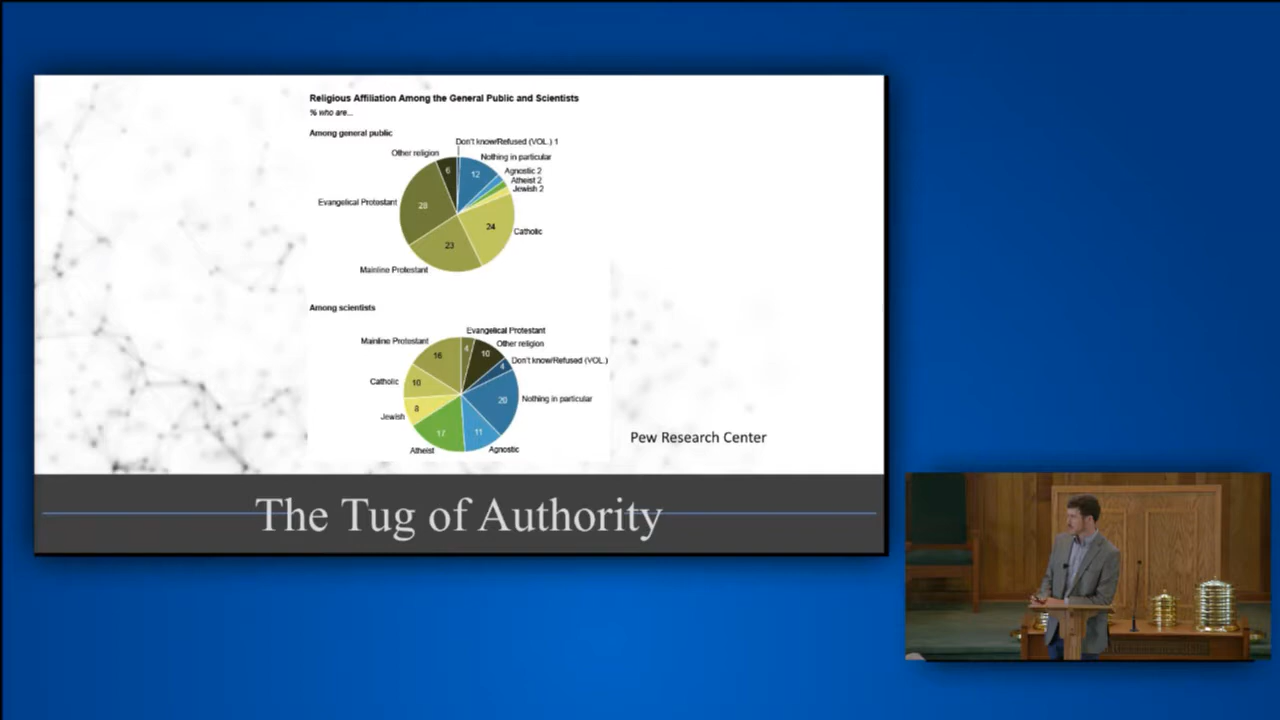 Religious Affiliation Among the General Public and Scientists
% who are...
Among general public
Don't know/Refused (VOL.) 1
Other religion
Nothing in particular
6
12
Agnostic 2
Atheist 2
Jewish 2
Evangelical Protestant
28
24
Catholic
23
Mainline Protestant
Among scientists
Evangelical Protestant
Mainline Protestant
Other religion
4
10
16
Don't know/Refused (VOL.)
4
Catholic
10
Nothing in particular
20
8
Jewish
17
11
Atheist
Agnostic
Pew Research Center
The Tug of Authority